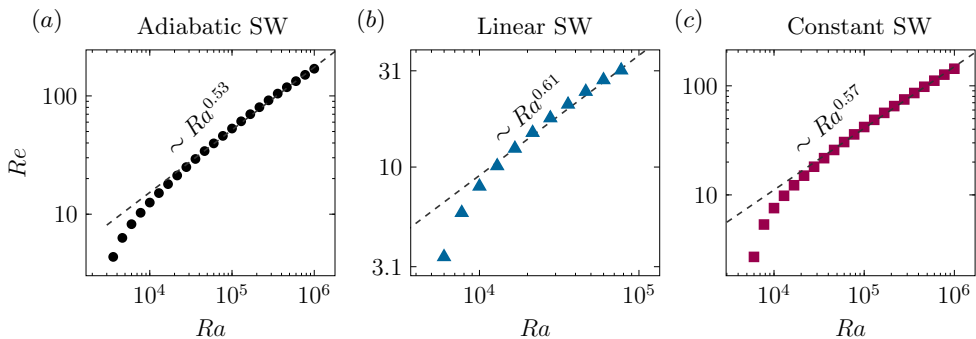 (a) Adiabatic SW
100
10
Re
~ Ra^0.53
10^4 10^5 10^6
Ra
(b) Linear SW
31
10
3.1
~ Ra^0.61
10^4 10^5
Ra
(c) Constant SW
100
10
~ Ra^0.57
10^4 10^5 10^6
Ra